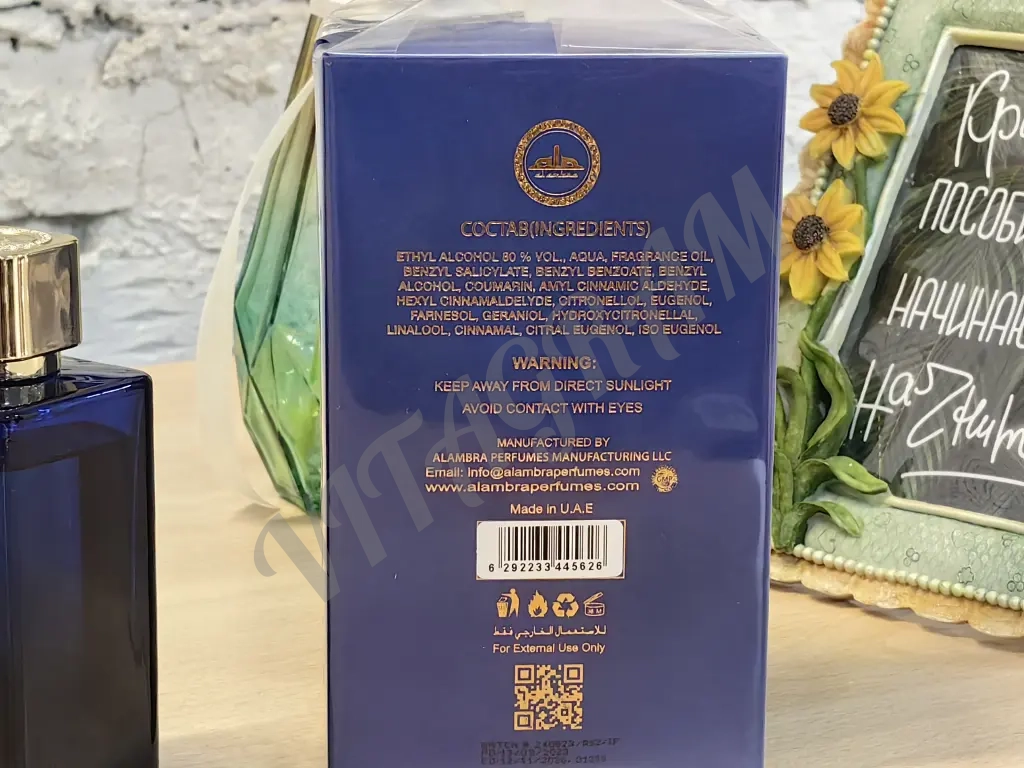 СОСТАВ(INGREDIENTS)
ETHYL ALCOHOL 80 % VOL., AQUA, FRAGRANCE OIL,
BENZYL SALICYLATE, BENZYL BENZOATE, BENZYL
ALCOHOL, COUMARIN, AMYL CINNAMIC ALDEHYDE,
HEXYL CINNAMALDELYDE, CITRONELLOL, EUGENOL,
FARNESOL, GERANIOL, HYDROXYCITRONELLAL,
LINALOOL, CINNAMAL, CITRAL EUGENOL, ISO EUGENOL
WARNING:
KEEP AWAY FROM DIRECT SUNLIGHT
AVOID CONTACT WITH EYES
MANUFACTURED BY
ALAMBRA PERFUMES MANUFACTURING LLC
Email: info@alambraperfumes.com
www.alambraperfumes.com
GMP
Made in U.A.E
6 292233 445626
للاستعمال الخارجي فقط
For External Use Only
VITAGRAM
ПОСОБИ
НАЧИНАЮ